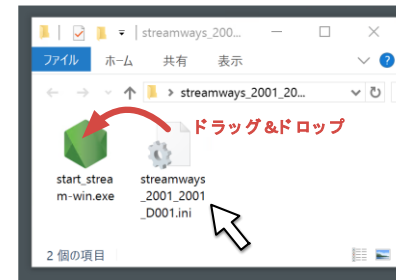 streamways_200...
ファイル ホーム 共有 表示
streamways_2001_20...
ドラッグ&ドロップ
start_strea
m-win.exe
streamways
_2001_2001
_D001.ini
2 個の項目